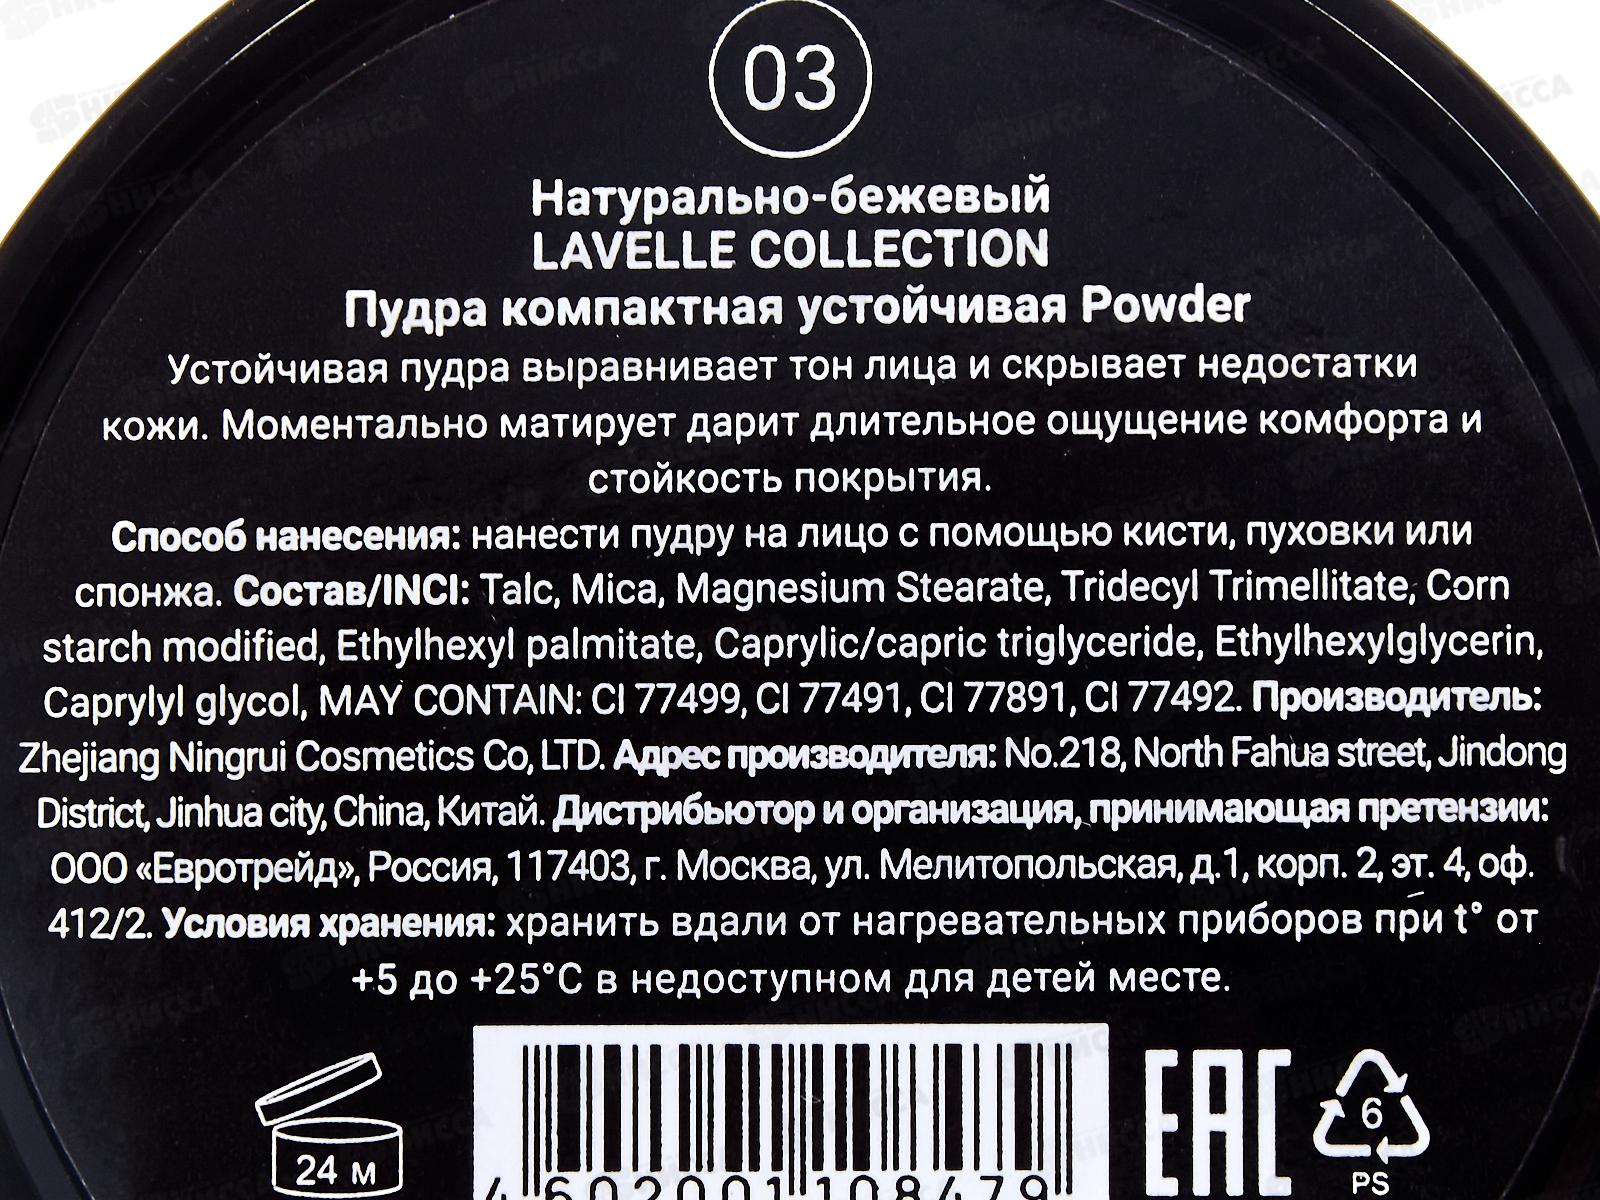 03
Натурально-бежевый
LAVELLE COLLECTION
Пудра компактная устойчивая Powder
Устойчивая пудра выравнивает тон лица и скрывает недостатки
кожи. Моментально матирует дарит длительное ощущение комфорта и
стойкость покрытия.
Способ нанесения: нанести пудру на лицо с помощью кисти, пуховки или
спонжа. Состав/INCI: Talc, Mica, Magnesium Stearate, Tridecyl Trimellitate, Corn
starch modified, Ethylhexyl palmitate, Caprylic/capric triglyceride, Ethylhexylglycerin,
Caprylyl glycol, MAY CONTAIN: CI 77499, CI 77491, CI 77891, CI 77492. Производитель:
Zhejiang Ningrui Cosmetics Co, LTD. Адрес производителя: No.218, North Fahua street, Jindong
District, Jinhua city, China, Китай. Дистрибьютор и организация, принимающая претензии:
ООО «Евротрейд», Россия, 117403, г. Москва, ул. Мелитопольская, д.1, корп. 2, эт. 4, оф.
412/2. Условия хранения: хранить вдали от нагревательных приборов при t° от
+5 до +25°C в недоступном для детей месте.
24 м
4 602001 108479
EAC
6
PS